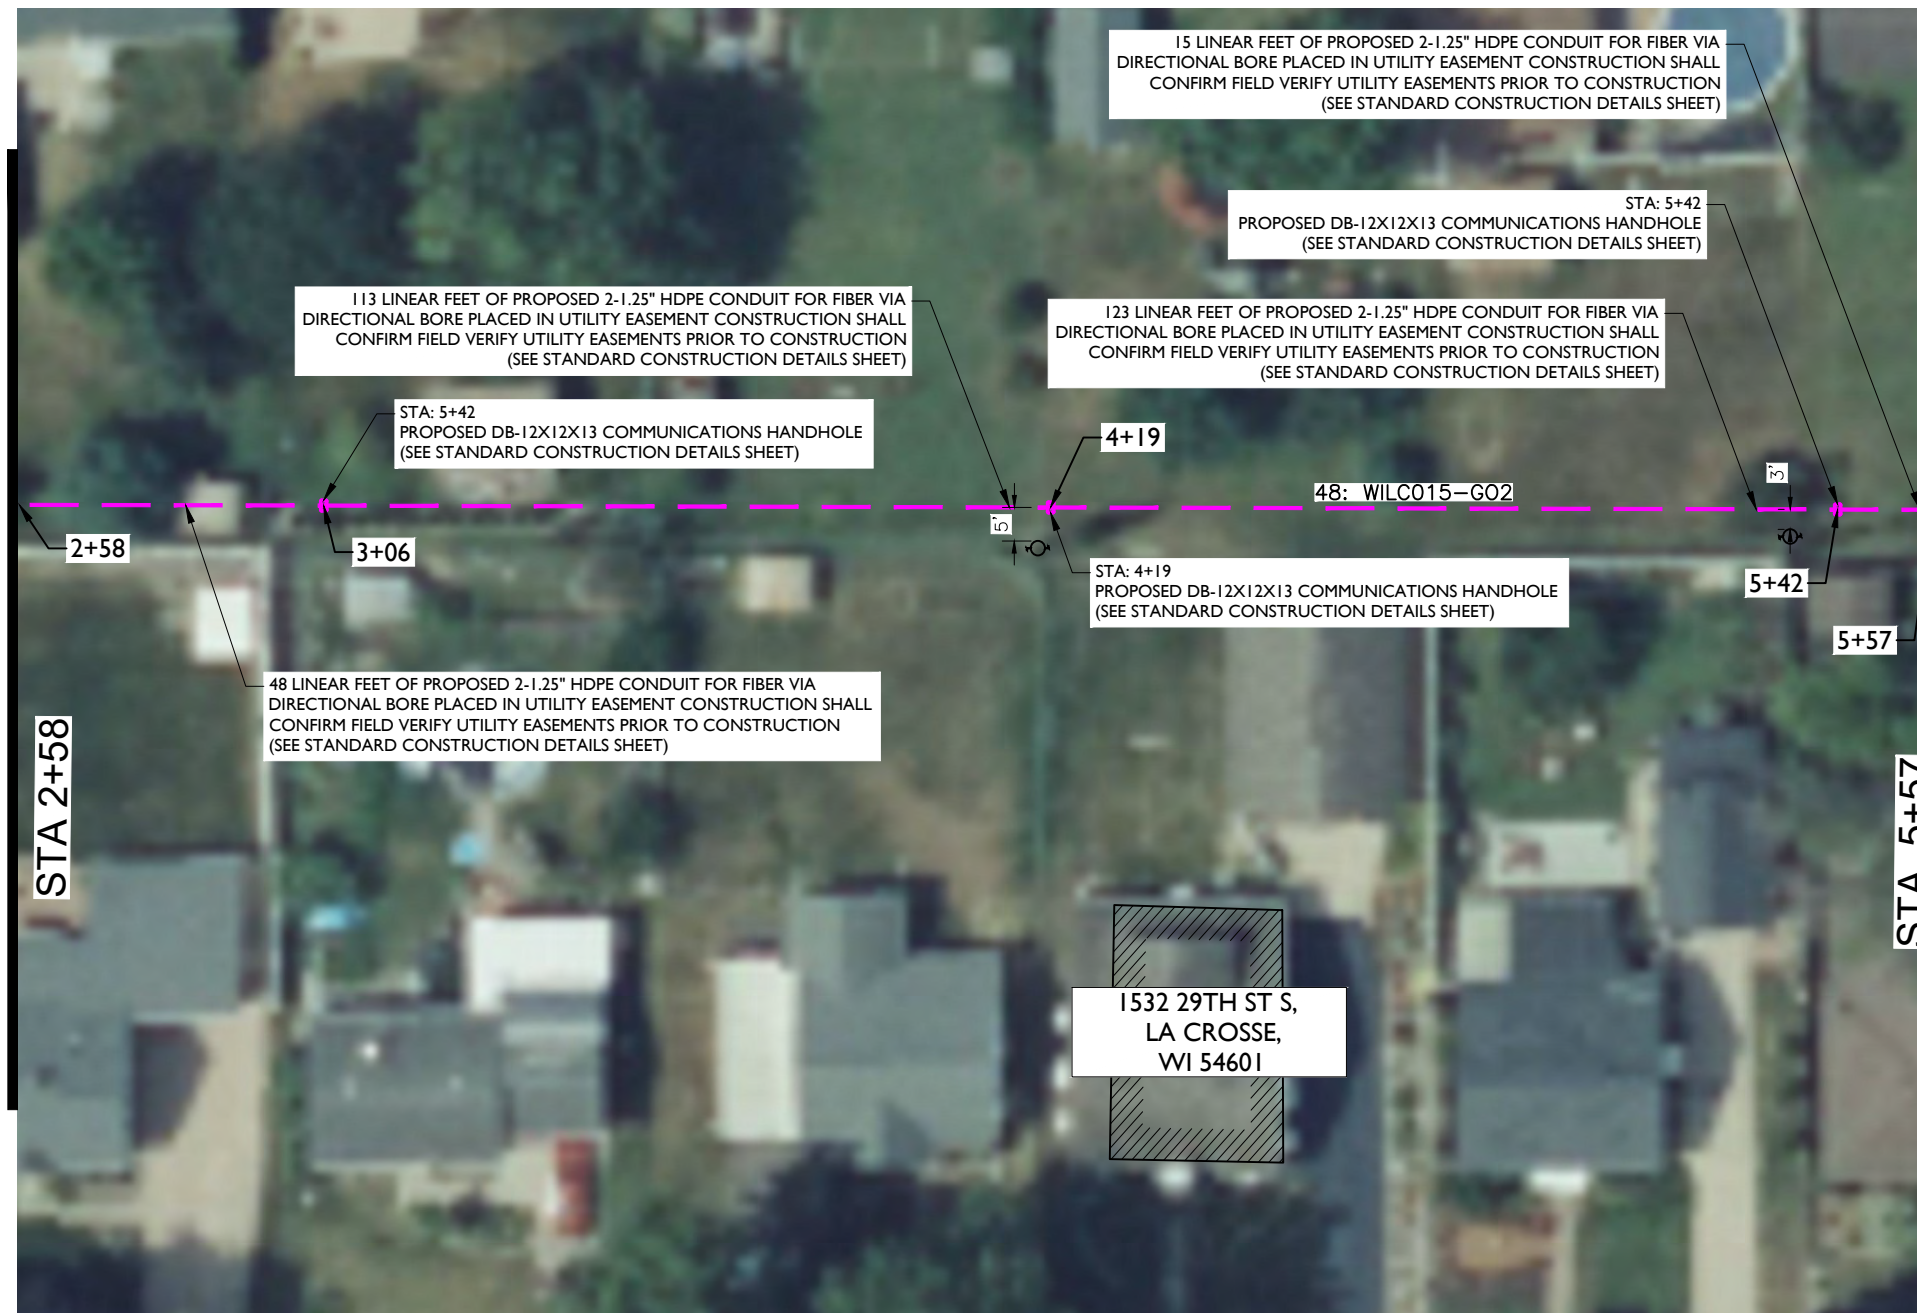 15 LINEAR FEET OF PROPOSED 2-1.25" HDPE CONDUIT FOR FIBER VIA
DIRECTIONAL BORE PLACED IN UTILITY EASEMENT CONSTRUCTION SHALL
CONFIRM FIELD VERIFY UTILITY EASEMENTS PRIOR TO CONSTRUCTION
(SEE STANDARD CONSTRUCTION DETAILS SHEET)
STA: 5+42
PROPOSED DB-12X12X13 COMMUNICATIONS HANDHOLE
(SEE STANDARD CONSTRUCTION DETAILS SHEET)
113 LINEAR FEET OF PROPOSED 2-1.25" HDPE CONDUIT FOR FIBER VIA
DIRECTIONAL BORE PLACED IN UTILITY EASEMENT CONSTRUCTION SHALL
CONFIRM FIELD VERIFY UTILITY EASEMENTS PRIOR TO CONSTRUCTION
(SEE STANDARD CONSTRUCTION DETAILS SHEET)
123 LINEAR FEET OF PROPOSED 2-1.25" HDPE CONDUIT FOR FIBER VIA
DIRECTIONAL BORE PLACED IN UTILITY EASEMENT CONSTRUCTION SHALL
CONFIRM FIELD VERIFY UTILITY EASEMENTS PRIOR TO CONSTRUCTION
(SEE STANDARD CONSTRUCTION DETAILS SHEET)
STA: 5+42
PROPOSED DB-12X12X13 COMMUNICATIONS HANDHOLE
(SEE STANDARD CONSTRUCTION DETAILS SHEET)
4+19
3'
48: WILC015-G02
5'
2+58
3+06
STA: 4+19
PROPOSED DB-12X12X13 COMMUNICATIONS HANDHOLE
(SEE STANDARD CONSTRUCTION DETAILS SHEET)
5+42
5+57
48 LINEAR FEET OF PROPOSED 2-1.25" HDPE CONDUIT FOR FIBER VIA
DIRECTIONAL BORE PLACED IN UTILITY EASEMENT CONSTRUCTION SHALL
CONFIRM FIELD VERIFY UTILITY EASEMENTS PRIOR TO CONSTRUCTION
(SEE STANDARD CONSTRUCTION DETAILS SHEET)
STA 2+58
STA 5+57
1532 29TH ST S,
LA CROSSE,
WI 54601